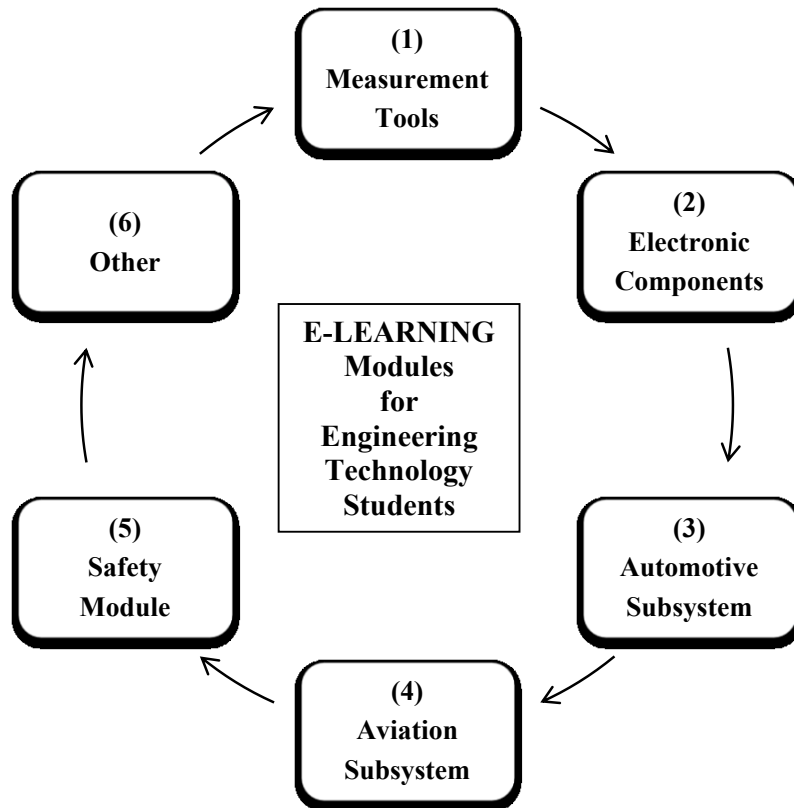 (1)
Measurement
Tools
(2)
Electronic
Components
(3)
Automotive
Subsystem
(4)
Aviation
Subsystem
(5)
Safety
Module
(6)
Other
E-LEARNING
Modules
for
Engineering
Technology
Students